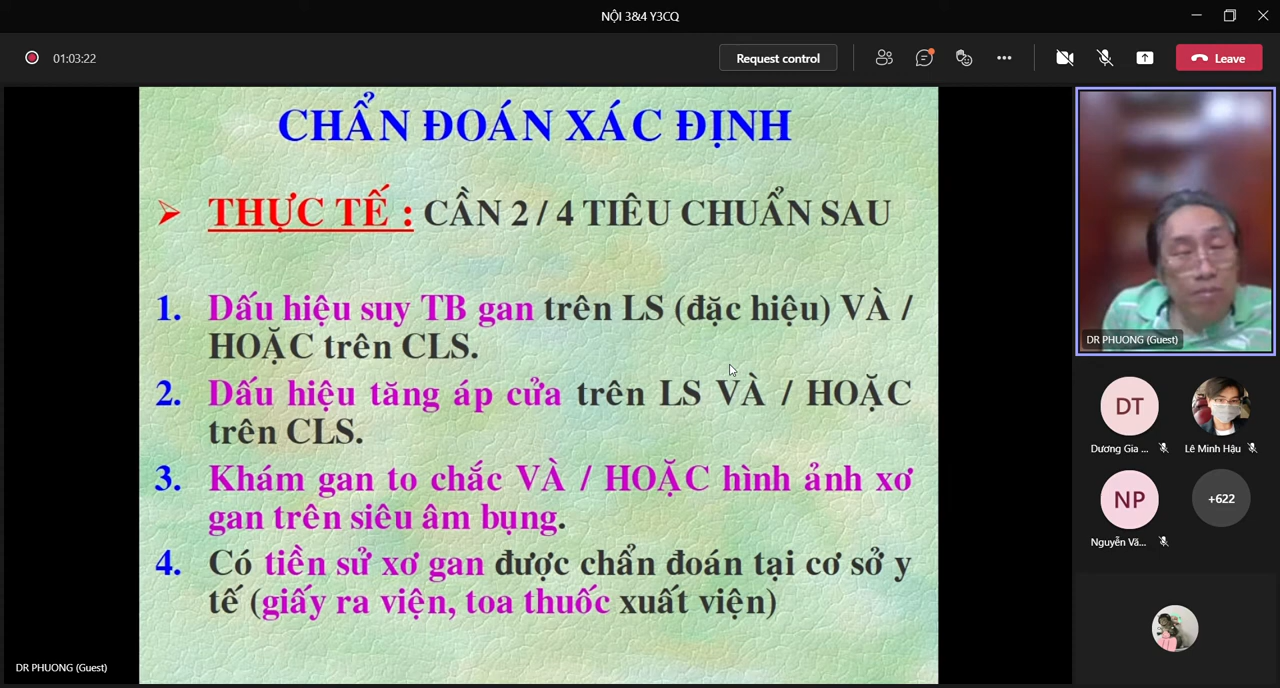 NỘI 3&4 Y3CQ
01:03:22
Request control
Leave
CHẨN ĐOÁN XÁC ĐỊNH
➢ THỰC TẾ : CẦN 2 / 4 TIÊU CHUẨN SAU
1. Dấu hiệu suy TB gan trên LS (đặc hiệu) VÀ /
HOẶC trên CLS.
2. Dấu hiệu tăng áp cửa trên LS VÀ / HOẶC
trên CLS.
3. Khám gan to chắc VÀ / HOẶC hình ảnh xơ
gan trên siêu âm bụng.
4. Có tiền sử xơ gan được chẩn đoán tại cơ sở y
tế (giấy ra viện, toa thuốc xuất viện)
DR PHUONG (Guest)
DR PHUONG (Guest)
DT
Dương Gia ...
Lê Minh Hậu
NP
+622
Nguyễn Vă...